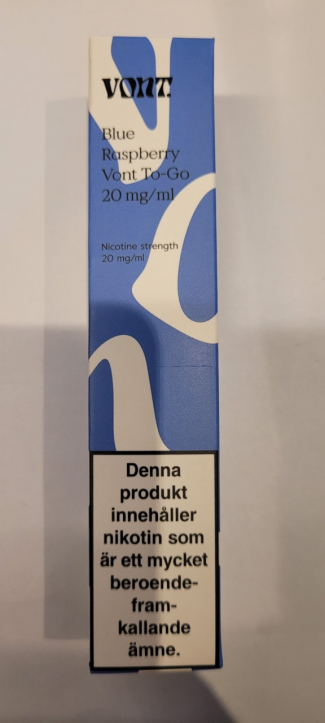 VONT.
Blue
Raspberry
Vont To-Go
20 mg/ml
Nicotine strength
20 mg/ml
Denna
produkt
innehåller
nikotin som
är ett mycket
beroende-
fram-
kallande
ämne.